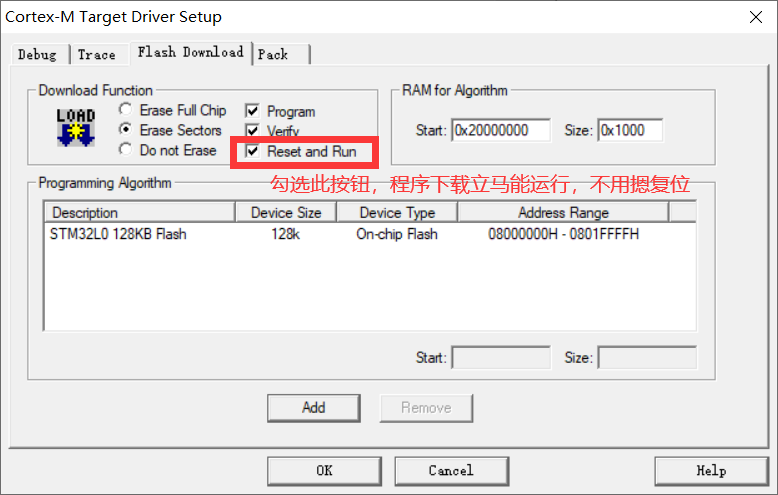 Cortex-M Target Driver Setup
Debug Trace Flash Download Pack
Download Function
LOAD
Erase Full Chip
Erase Sectors
Do not Erase
Program
Verify
Reset and Run
RAM for Algorithm
Start: 0x20000000 Size: 0x1000
勾选此按钮，程序下载立马能运行，不用摁复位
Programming Algorithm
Description Device Size Device Type Address Range
STM32L0 128KB Flash 128k On-chip Flash 08000000H - 0801FFFFH
Start: Size:
Add Remove
OK Cancel Help